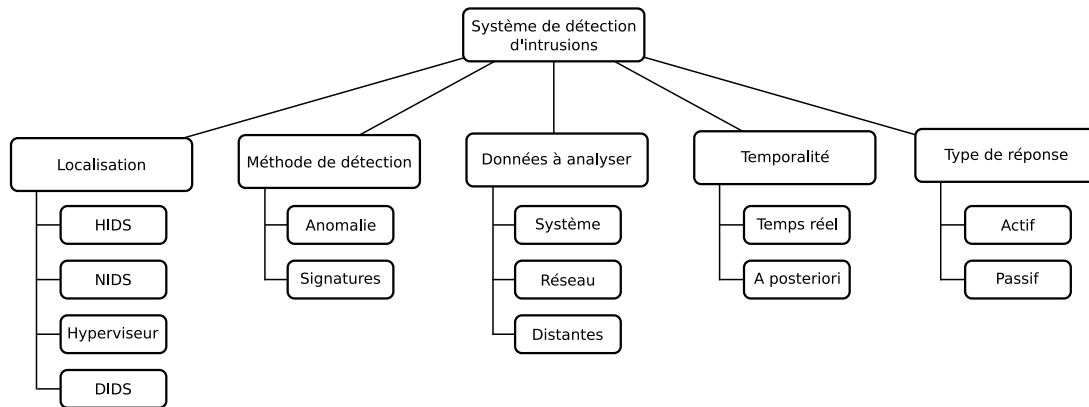 Système de détection
d'intrusions
Localisation
HIDS
NIDS
Hyperviseur
DIDS
Méthode de détection
Anomalie
Signatures
Données à analyser
Système
Réseau
Distantes
Temporalité
Temps réel
A posteriori
Type de réponse
Actif
Passif